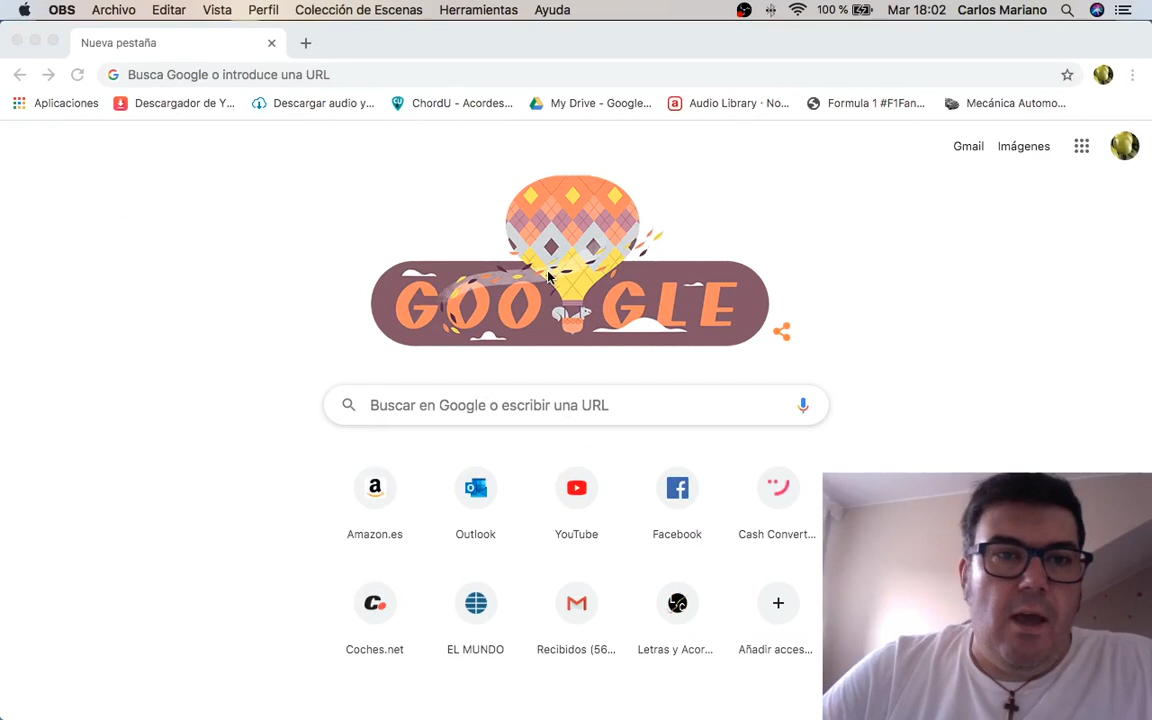 OBS Archivo Editar Vista Perfil Colección de Escenas Herramientas Ayuda 100 % Mar 18:02 Carlos Mariano
Nueva pestaña
Busca Google o introduce una URL
Aplicaciones Descargador de Y... Descargar audio y... ChordU - Acordes... My Drive - Google... Audio Library · No... Formula 1 #F1Fan... Mecánica Automo...
Gmail Imágenes
GOOGLE
Buscar en Google o escribir una URL
Amazon.es Outlook YouTube Facebook Cash Convert...
Coches.net EL MUNDO Recibidos (56... Letras y Acor... Añadir acces...